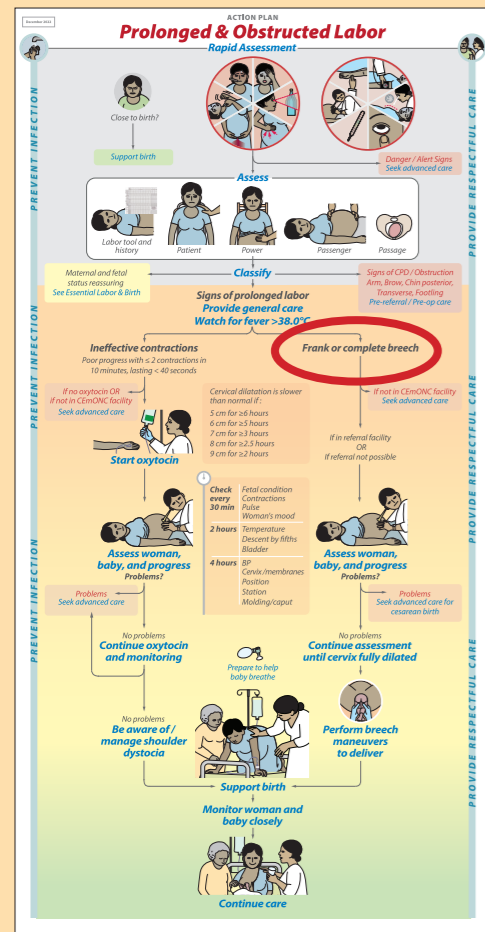 December 2022
ACTION PLAN
Prolonged & Obstructed Labor
Rapid Assessment
Close to birth?
Support birth
Danger / Alert Signs
Seek advanced care
Assess
Labor tool and
history
Patient
Power
Passenger
Passage
Maternal and fetal
status reassuring
See Essential Labor & Birth
Classify
Signs of CPD / Obstruction
Arm, Brow, Chin posterior,
Transverse, Footling
Pre-referral / Pre-op care
Signs of prolonged labor
Provide general care
Watch for fever >38.0°C
Ineffective contractions
Poor progress with ≤ 2 contractions in
10 minutes, lasting < 40 seconds
Frank or complete breech
If no oxytocin OR
if not in CEmONC facility
Seek advanced care
Cervical dilatation is slower
than normal if :
5 cm for ≥6 hours
6 cm for ≥5 hours
7 cm for ≥3 hours
8 cm for ≥2.5 hours
9 cm for ≥2 hours
If not in CEmONC facility
Seek advanced care
Start oxytocin
If in referral facility
OR
If referral not possible
Check every 30 min
Fetal condition
Contractions
Pulse
Woman's mood
2 hours
Temperature
Descent by fifths
Bladder
4 hours
BP
Cervix/membranes
Position
Station
Molding/caput
Assess woman,
baby, and progress
Problems?
Assess woman,
baby, and progress
Problems?
Problems
Seek advanced care
Problems
Seek advanced care for
cesarean birth
No problems
Continue oxytocin
and monitoring
No problems
Continue assessment
until cervix fully dilated
Prepare to help
baby breathe
No problems
Be aware of /
manage shoulder
dystocia
Perform breech
maneuvers
to deliver
Support birth
Monitor woman and
baby closely
Continue care
PREVENT INFECTION
PREVENT INFECTION
PREVENT INFECTION
PROVIDE RESPECTFUL CARE
PROVIDE RESPECTFUL CARE
PROVIDE RESPECTFUL CARE